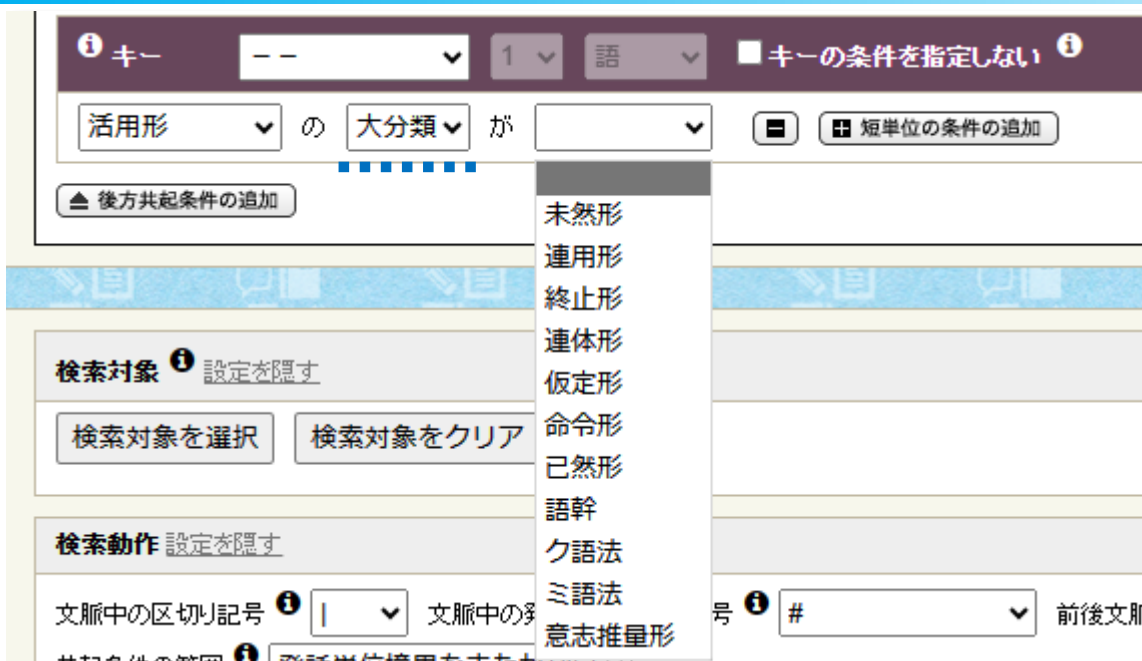 キー -- 1 語 キーの条件を指定しない
活用形 の 大分類 が 短単位の条件の追加
後方共起条件の追加
未然形
連用形
終止形
連体形
仮定形
命令形
已然形
語幹
ク語法
ミ語法
意志推量形
検索対象 設定を隠す
検索対象を選択 検索対象をクリア
検索動作 設定を隠す
文脈中の区切り記号 | 文脈中の 号 # 前後文脈